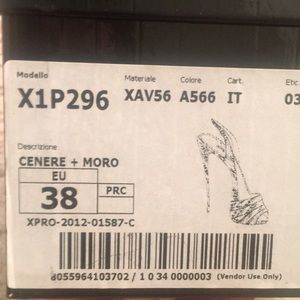 Modello Materiale Colore Cart. Etic
X1P296 XAV56 A566 IT 03
Descrizione
CENERE + MORO
EU
38 PRC
XPRO-2012-01587-C
8055964103702 / 1 0 34 0000003 (Vendor Use Only)